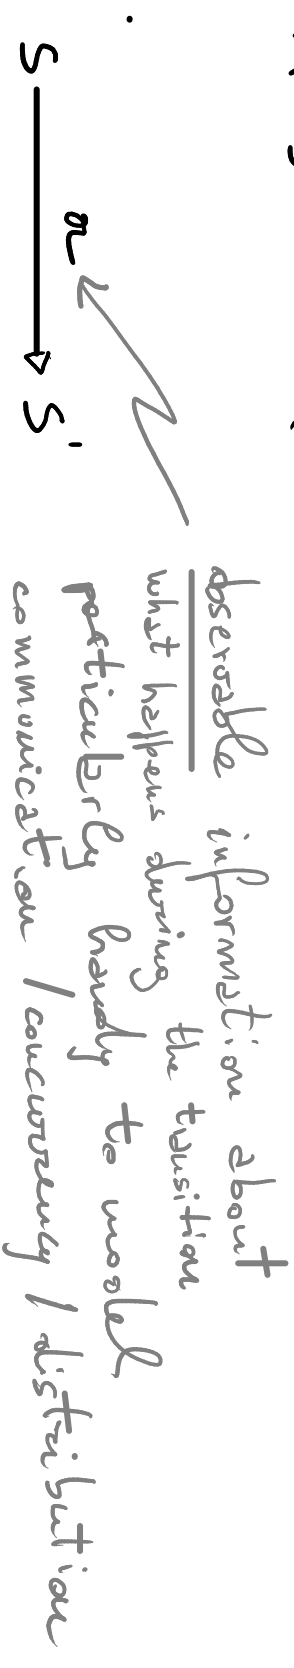 S a S'
observable information about
what happens during the transition
particularly handy to model
communication / concurrency / distribution